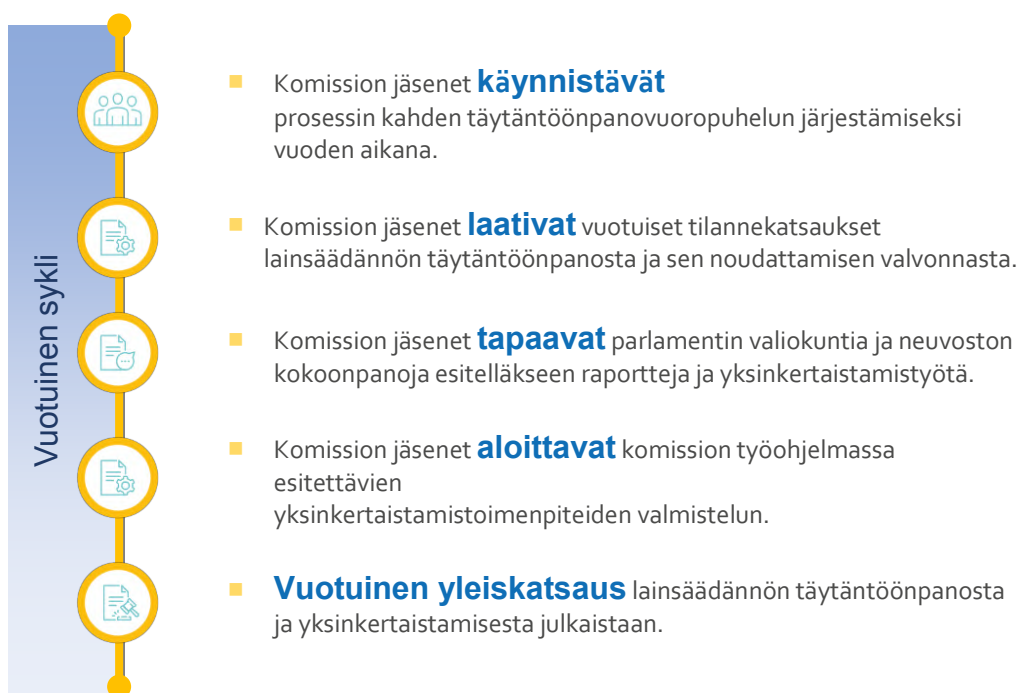 Vuotuinen sykli
Komission jäsenet käynnistävät
prosessin kahden täytäntöönpanovuoropuhelun järjestämiseksi
vuoden aikana.
Komission jäsenet laativat vuotuiset tilannekatsaukset
lainsäädännön täytäntöönpanosta ja sen noudattamisen valvonnasta.
Komission jäsenet tapaavat parlamentin valiokuntia ja neuvoston
kokoonpanoja esitelläkseen raportteja ja yksinkertaistamistyötä.
Komission jäsenet aloittavat komission työohjelmassa
esitettävien
yksinkertaistamistoimenpiteiden valmistelun.
Vuotuinen yleiskatsaus lainsäädännön täytäntöönpanosta
ja yksinkertaistamisesta julkaistaan.